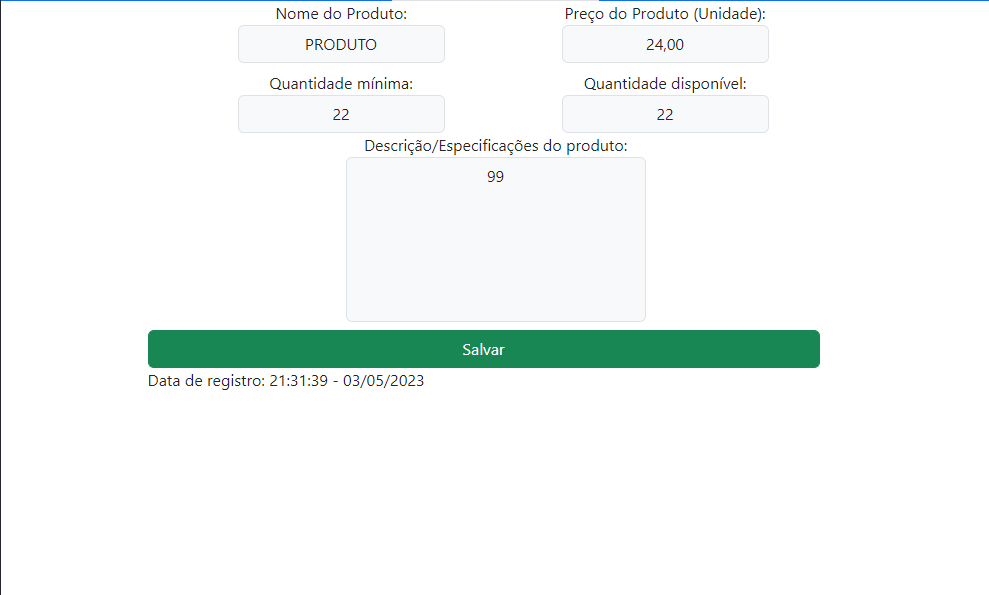 Nome do Produto:
Preço do Produto (Unidade):
PRODUTO
24,00
Quantidade mínima:
Quantidade disponível:
22
22
Descrição/Especificações do produto:
99
Salvar
Data de registro: 21:31:39 - 03/05/2023